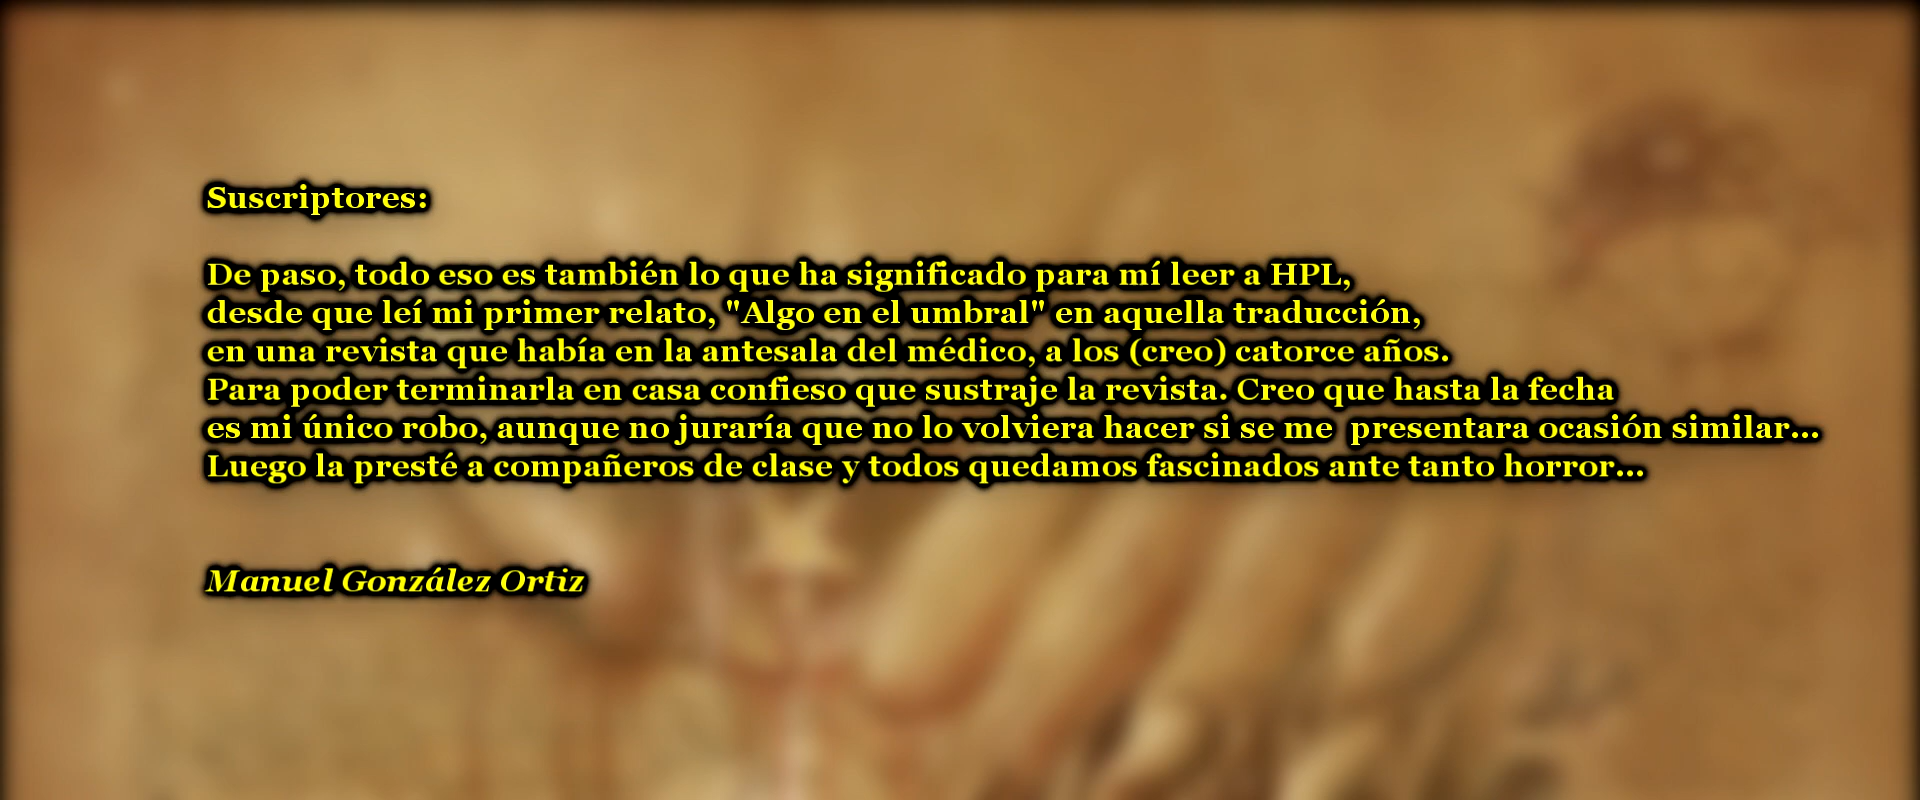 Suscriptores:
De paso, todo eso es también lo que ha significado para mí leer a HPL,
desde que leí mi primer relato, "Algo en el umbral" en aquella traducción,
en una revista que había en la antesala del médico, a los (creo) catorce años.
Para poder terminarla en casa confieso que sustraje la revista. Creo que hasta la fecha
es mi único robo, aunque no juraría que no lo volviera hacer si se me  presentara ocasión similar...
Luego la presté a compañeros de clase y todos quedamos fascinados ante tanto horror...
Manuel González Ortiz